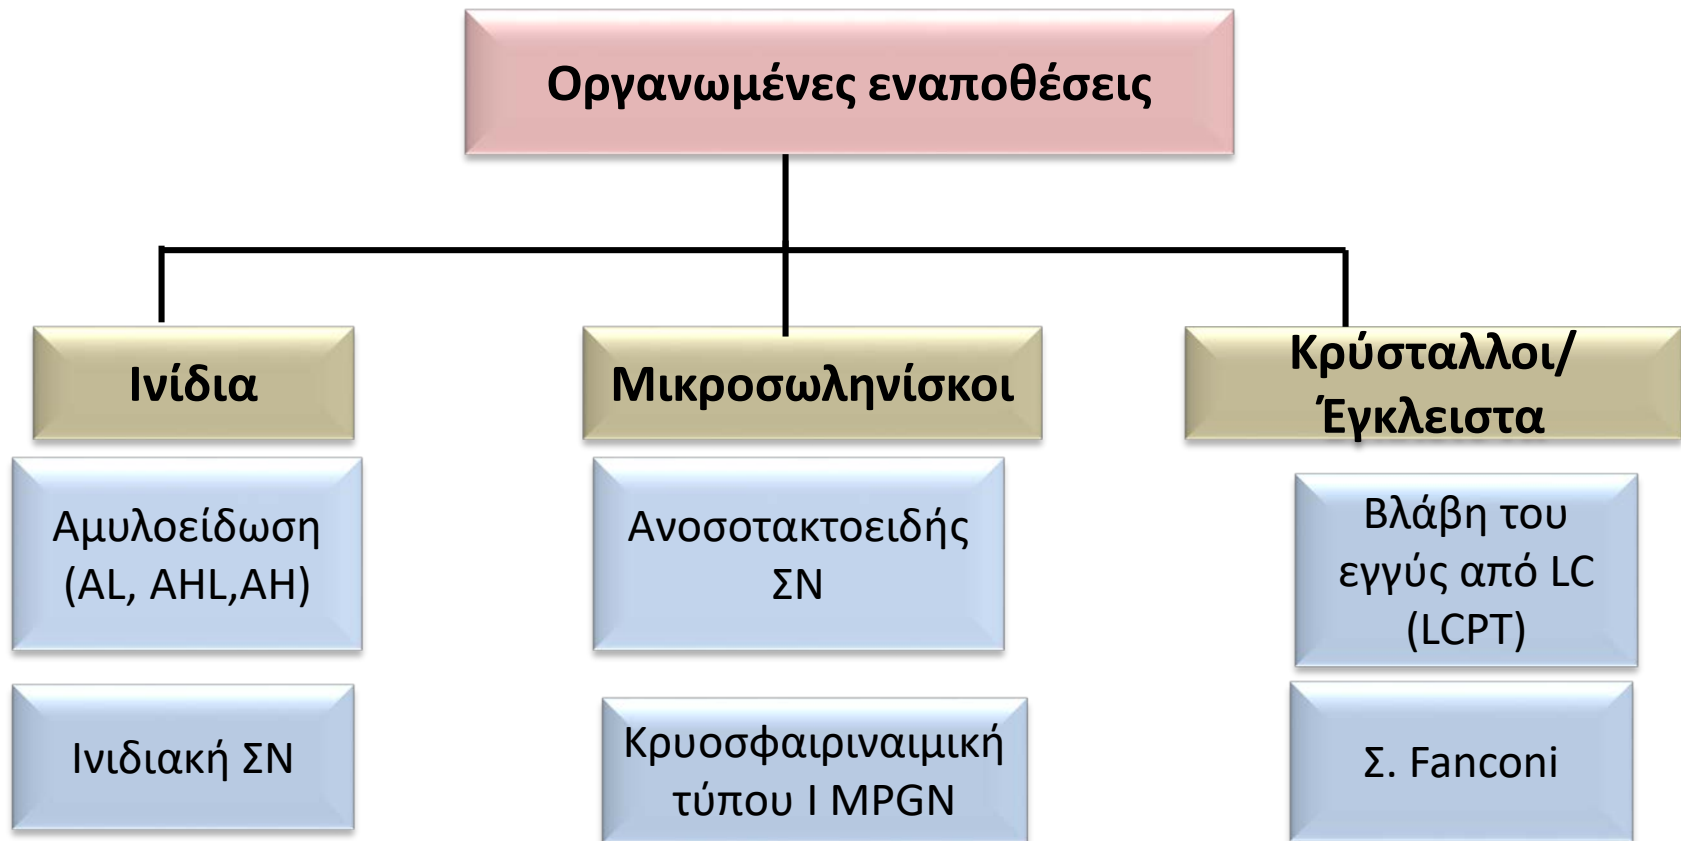 Οργανωμένες εναποθέσεις
Ινίδια
Μικροσωληνίσκοι
Κρύσταλλοι/
Έγκλειστα
Αμυλοείδωση
(AL, AHL,AH)
Ανοσοτακτοειδής
ΣΝ
Βλάβη του
εγγύς από LC
(LCPT)
Ινιδιακή ΣΝ
Κρυοσφαιριναιμική
τύπου Ι MPGN
Σ. Fanconi